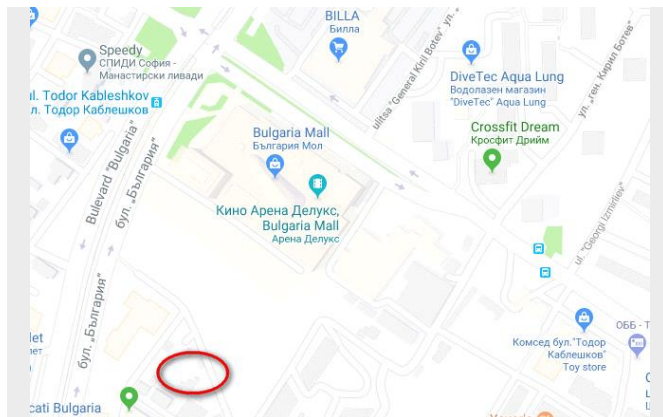 BILLA
Билла
Speedy
СПИДИ София -
Манастирски ливади
ulitsa "General Kiril Botev" ул. „
DiveTec Aqua Lung
Водолазен магазин
"DiveTec" Aqua Lung
ул. „ген. Кирил Ботев“
l. Todor Kableshkov
л. Тодор Каблешков
Bulgaria Mall
България Мол
Crossfit Dream
Кросфит Дрийм
Bulevard "Bulgaria"
бул. „България“
Кино Арена Делукс,
Bulgaria Mall
Арена Делукс
ul. "Georgi Izmirliev"
бул. „България“
Комсед бул."Тодор
Каблешков"
Toy store
ОББ - Т
let
ет
cati Bulgaria